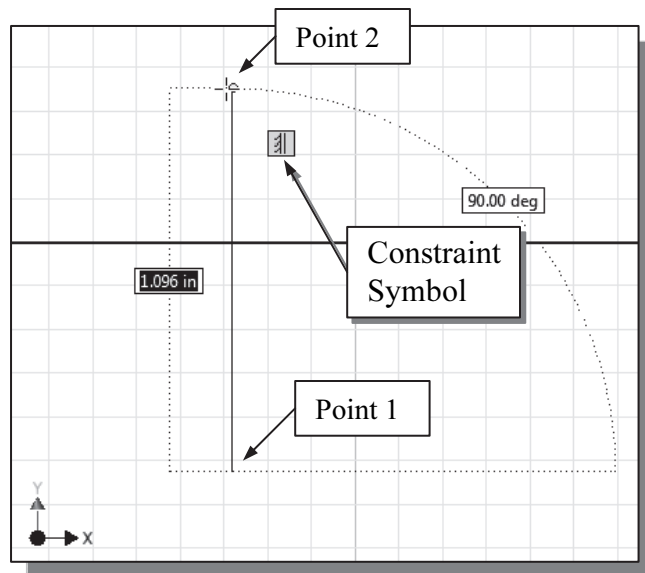 Point 2
90.00 deg
Constraint
Symbol
1.096 in
Point 1
Y
X